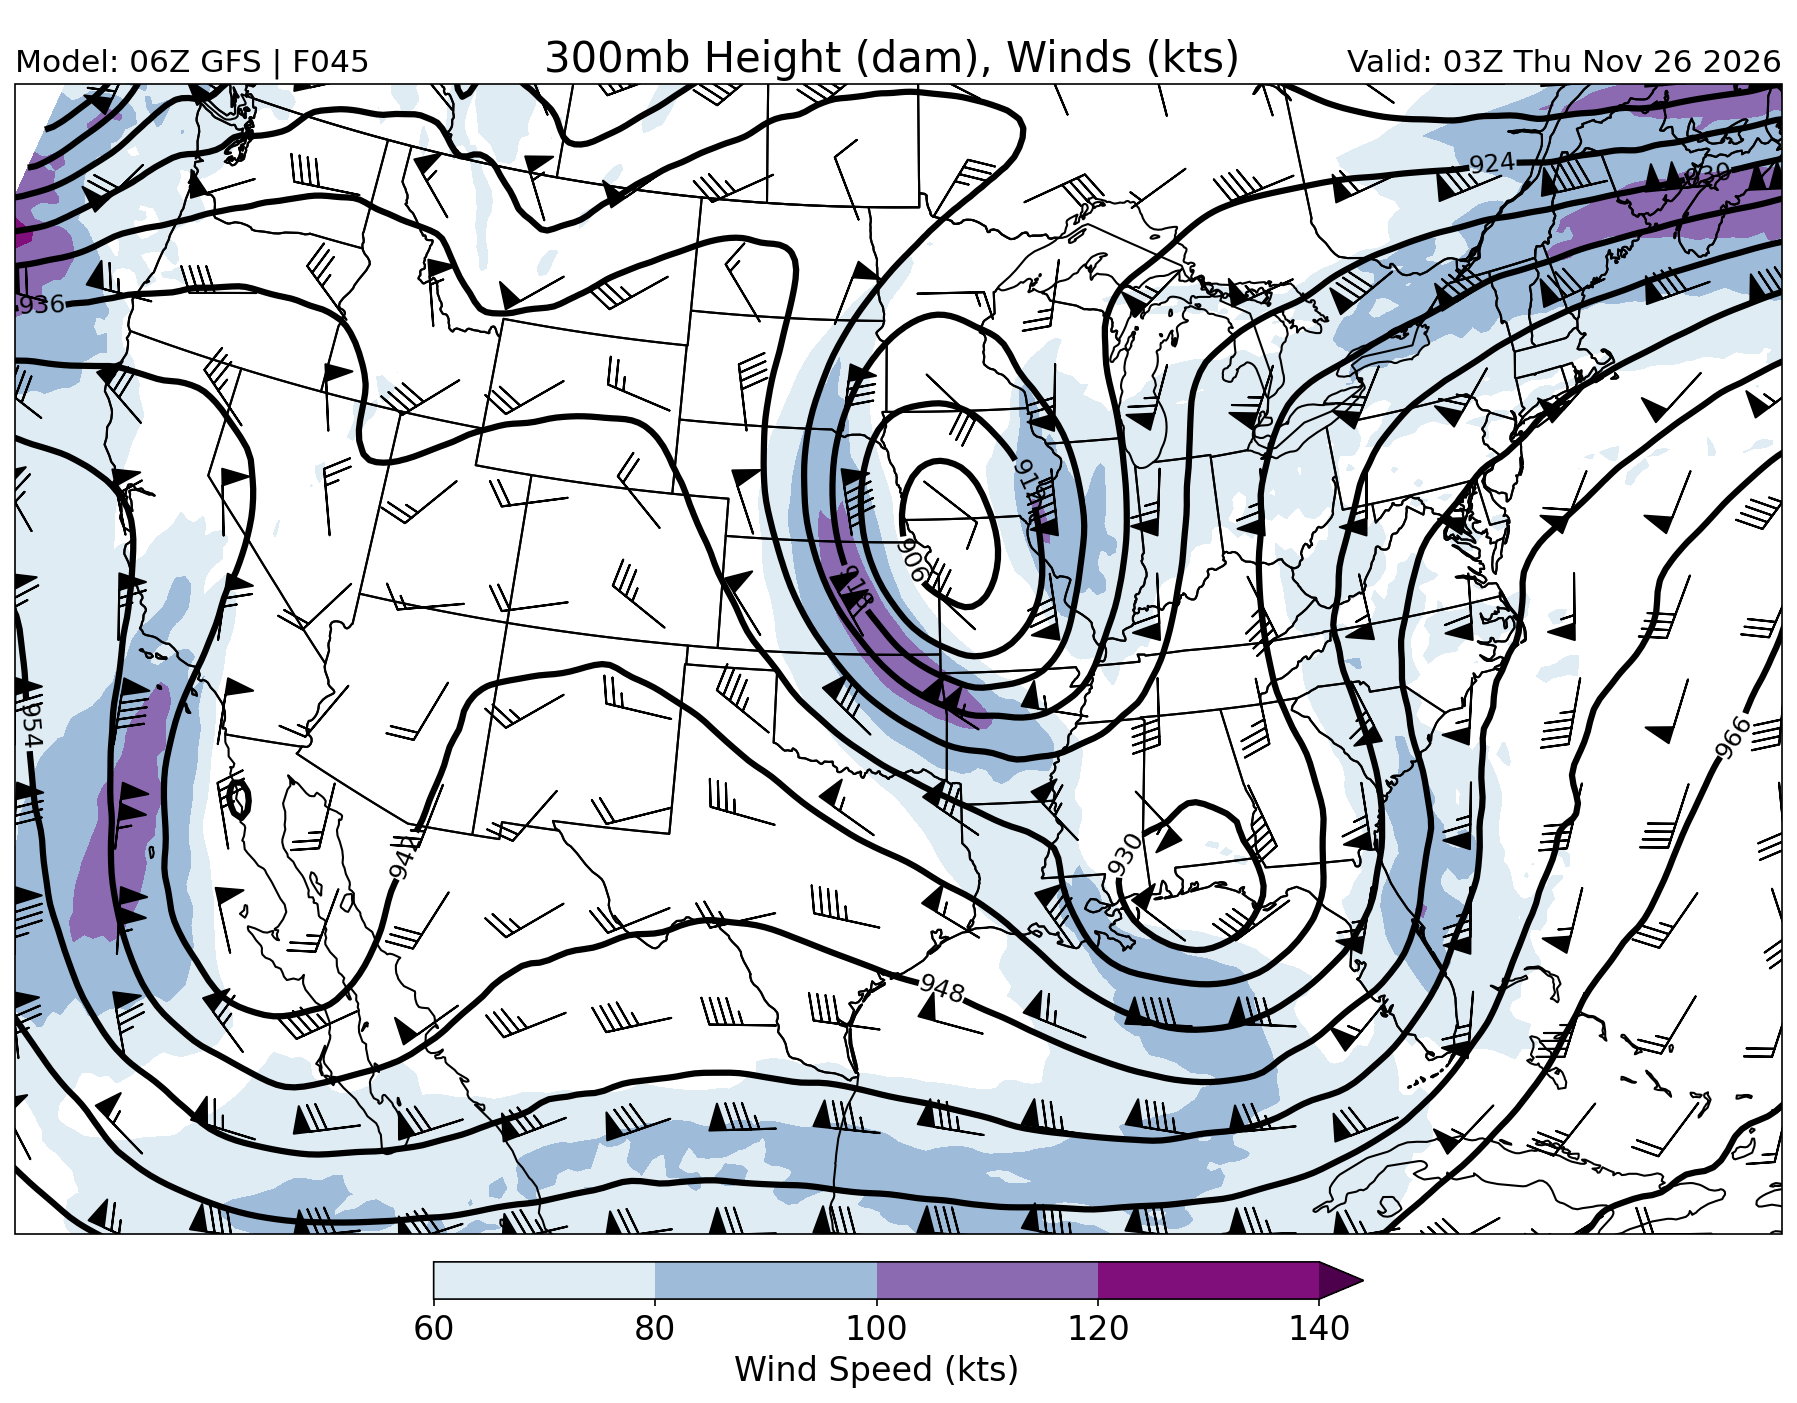 Model: 06Z GFS | F045
300mb Height (dam), Winds (kts)
Valid: 03Z Thu Nov 26 2026
924
930
936
912
906
918
954
966
942
930
948
60 80 100 120 140
Wind Speed (kts)